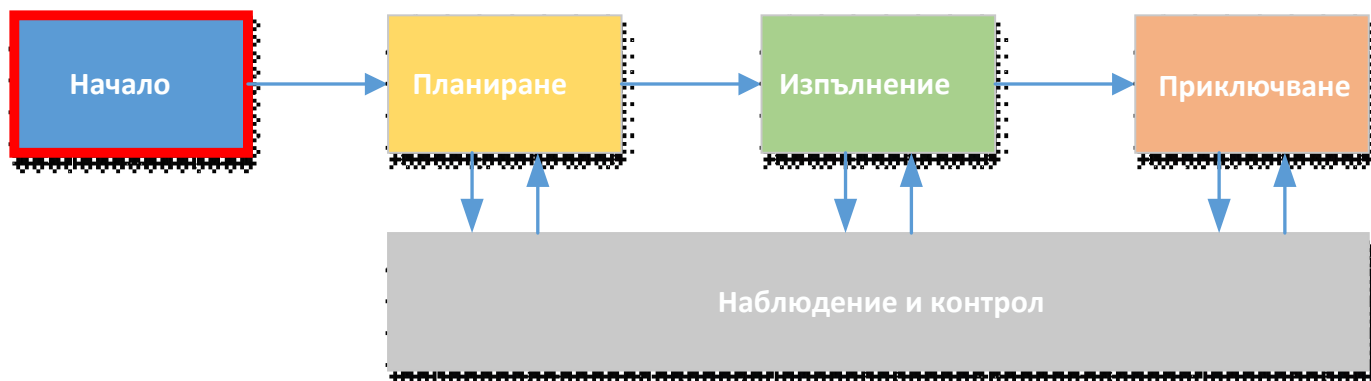 Начало
Планиране
Изпълнение
Приключване
Наблюдение и контрол